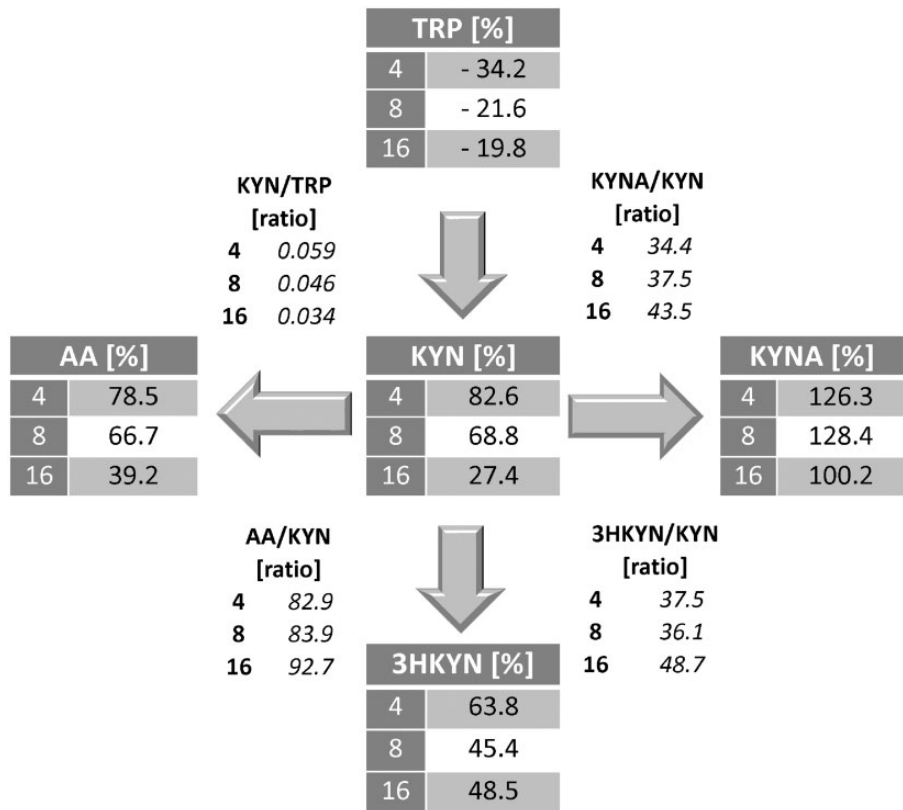 TRP [%]
4 - 34.2
8 - 21.6
16 - 19.8
KYN/TRP
[ratio]
4 0.059
8 0.046
16 0.034
KYNA/KYN
[ratio]
4 34.4
8 37.5
16 43.5
AA [%]
4 78.5
8 66.7
16 39.2
KYN [%]
4 82.6
8 68.8
16 27.4
KYNA [%]
4 126.3
8 128.4
16 100.2
AA/KYN
[ratio]
4 82.9
8 83.9
16 92.7
3HKYN/KYN
[ratio]
4 37.5
8 36.1
16 48.7
3HKYN [%]
4 63.8
8 45.4
16 48.5